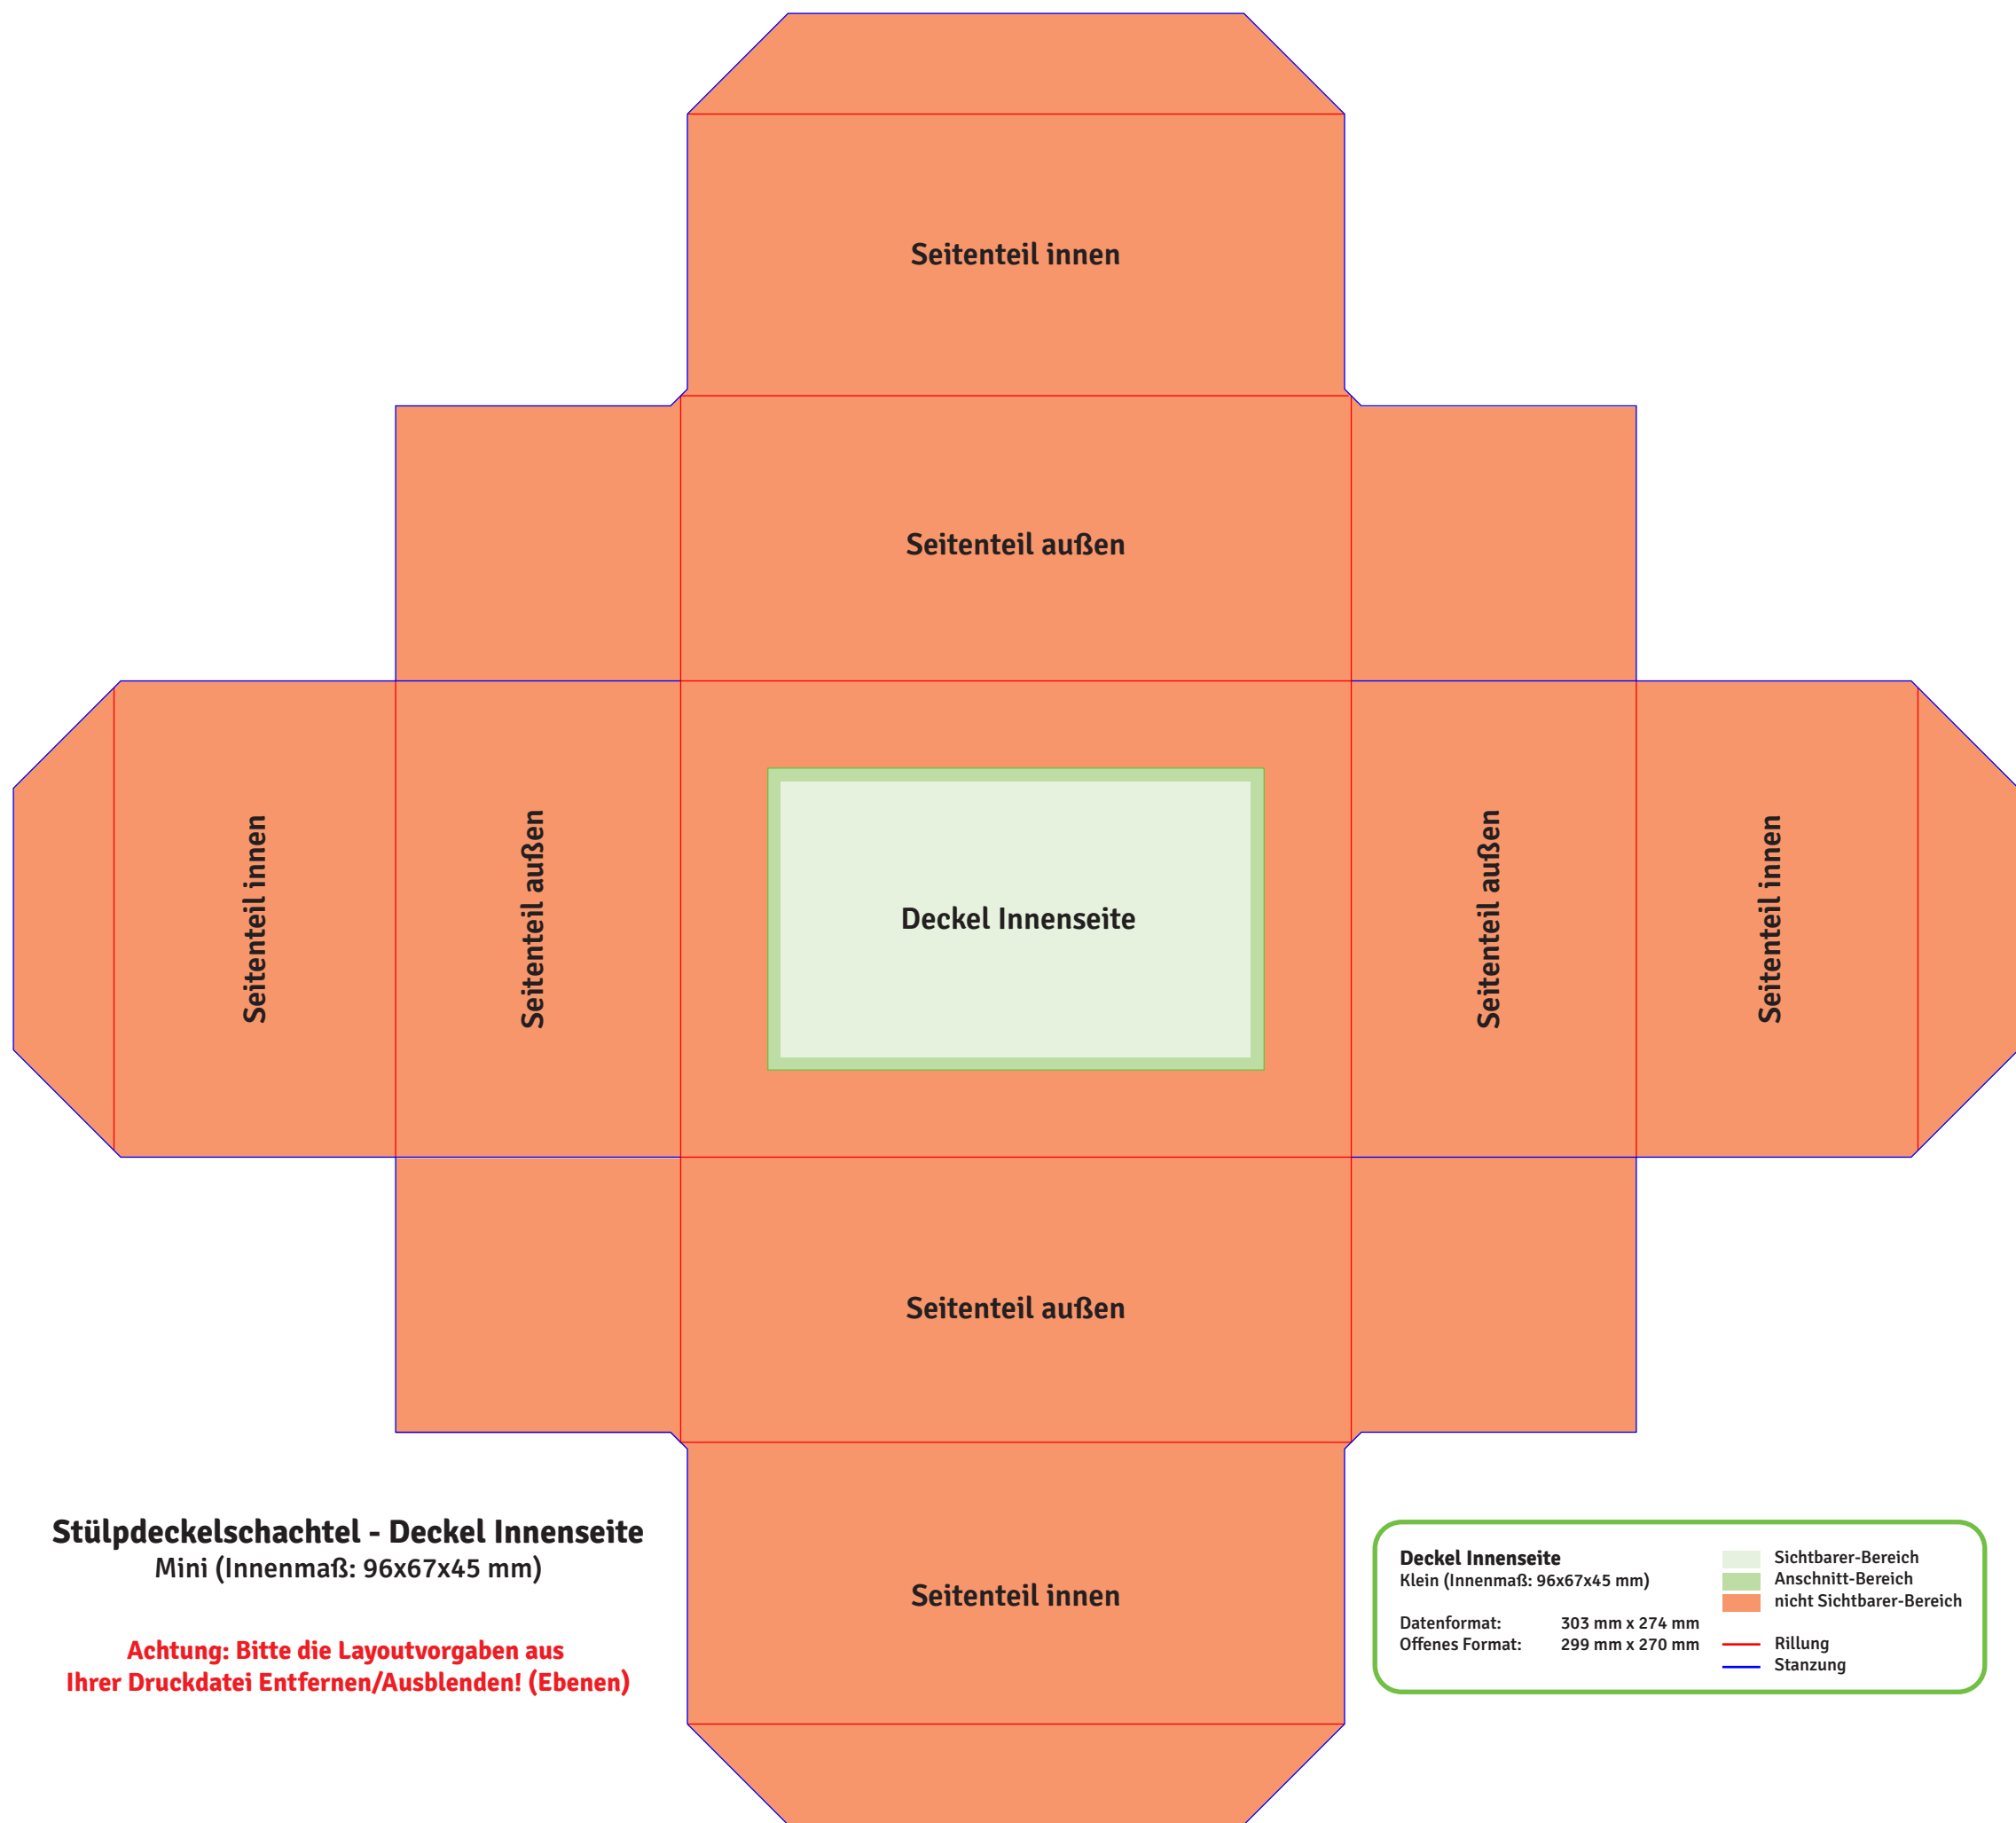 Seitenteil innen
Seitenteil außen
Seitenteil innen
Seitenteil außen
Deckel Innenseite
Seitenteil außen
Seitenteil innen
Seitenteil außen
Seitenteil innen
Stülpdeckelschachtel - Deckel Innenseite
Mini (Innenmaß: 96x67x45 mm)
Achtung: Bitte die Layoutvorgaben aus
Ihrer Druckdatei Entfernen/Ausblenden! (Ebenen)
Deckel Innenseite
Klein (Innenmaß: 96x67x45 mm)
Datenformat: 303 mm x 274 mm
Offenes Format: 299 mm x 270 mm
Sichtbarer-Bereich
Anschnitt-Bereich
nicht Sichtbarer-Bereich
Rillung
Stanzung